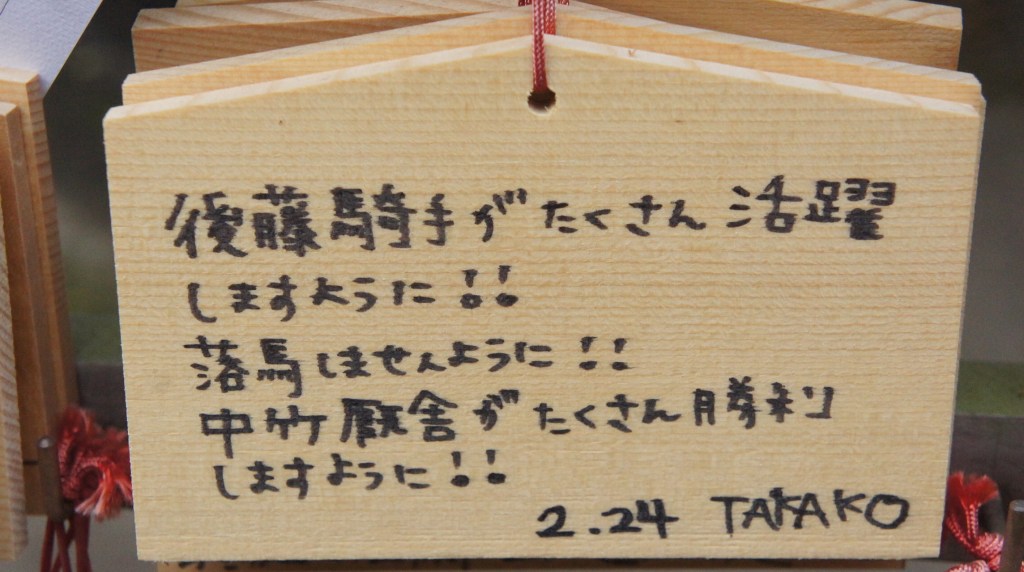 後藤騎手がたくさん活躍
しますように!!
落馬しませんように!!
中竹厩舎がたくさん勝利
しますように!!
2.24 TAKAKO